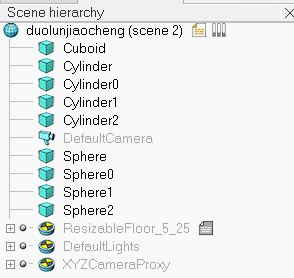 Scene hierarchy
duolunjiaocheng (scene 2)
Cuboid
Cylinder
Cylinder0
Cylinder1
Cylinder2
DefaultCamera
Sphere
Sphere0
Sphere1
Sphere2
ResizableFloor_5_25
DefaultLights
XYZCameraProxy